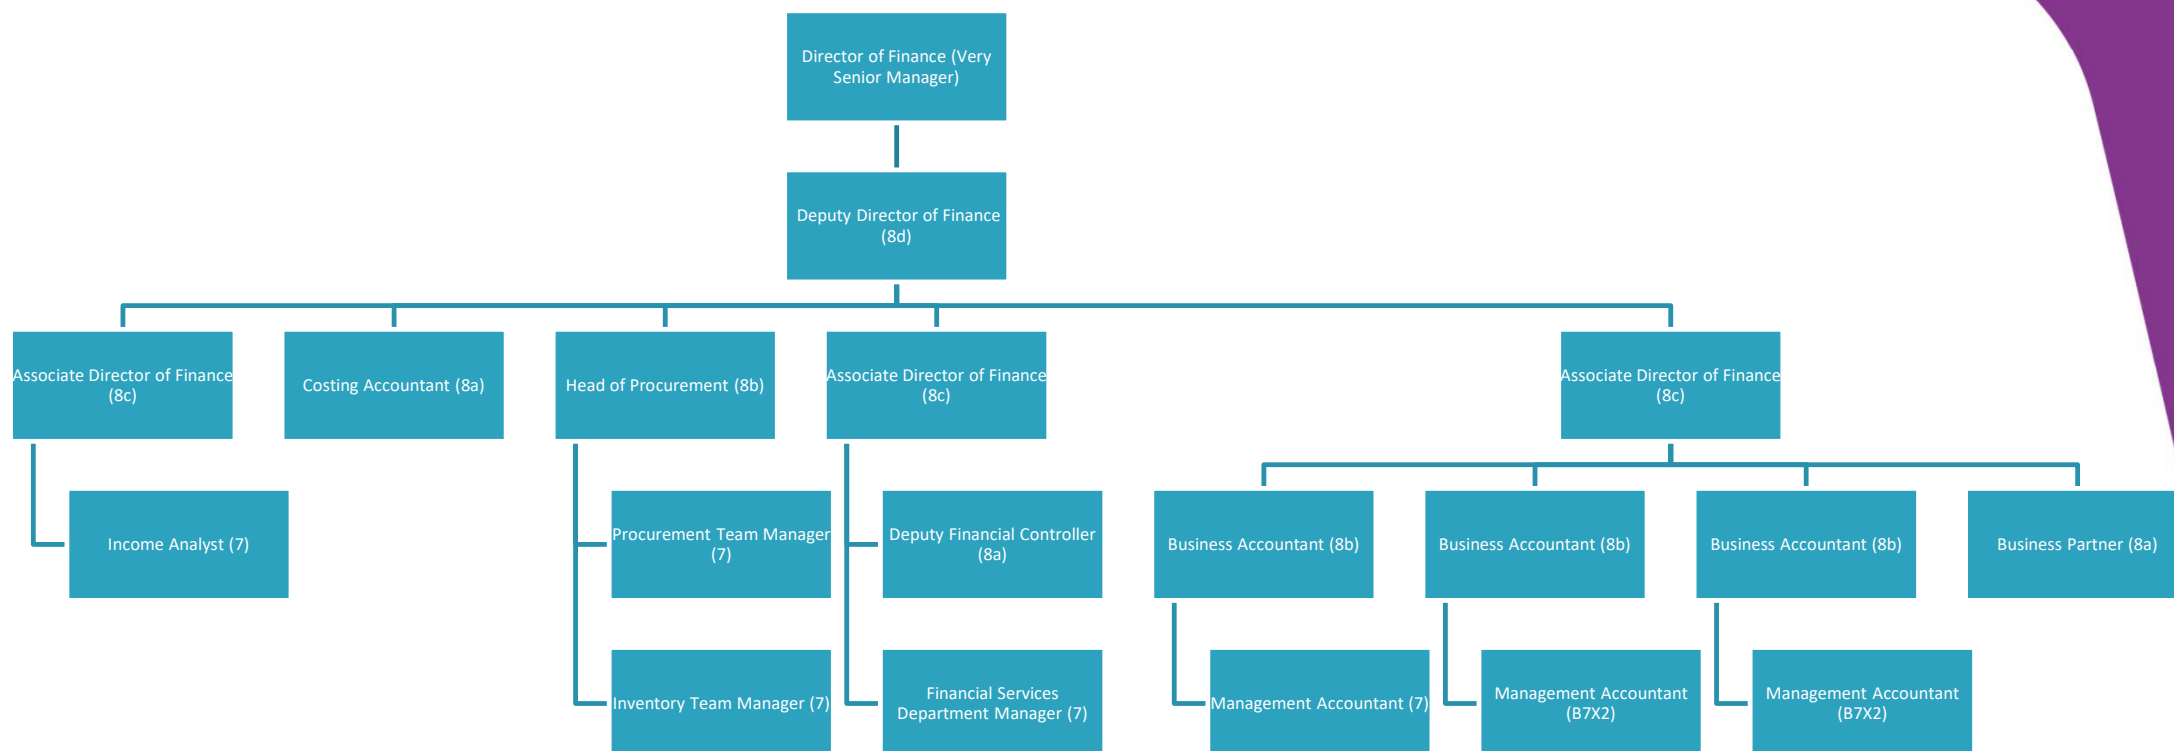 Director of Finance (Very
Senior Manager)
Deputy Director of Finance
(8d)
Associate Director of Finance
(8c)
Costing Accountant (8a)
Head of Procurement (8b)
Associate Director of Finance
(8c)
Associate Director of Finance
(8c)
Income Analyst (7)
Procurement Team Manager
(7)
Deputy Financial Controller
(8a)
Business Accountant (8b)
Business Accountant (8b)
Business Accountant (8b)
Business Partner (8a)
Inventory Team Manager (7)
Financial Services
Department Manager (7)
Management Accountant (7)
Management Accountant
(B7X2)
Management Accountant
(B7X2)